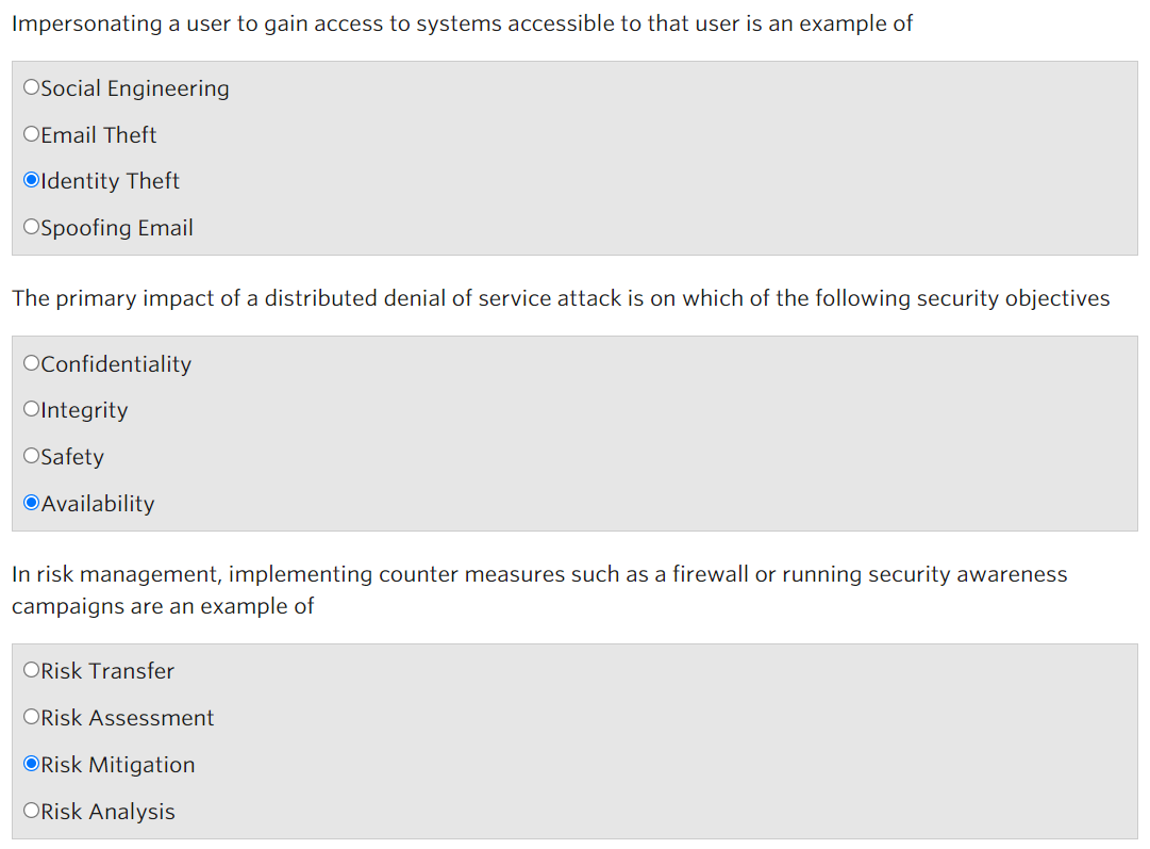 Impersonating a user to gain access to systems accessible to that user is an example of
Social Engineering
Email Theft
Identity Theft
Spoofing Email
The primary impact of a distributed denial of service attack is on which of the following security objectives
Confidentiality
Integrity
Safety
Availability
In risk management, implementing counter measures such as a firewall or running security awareness
campaigns are an example of
Risk Transfer
Risk Assessment
Risk Mitigation
Risk Analysis